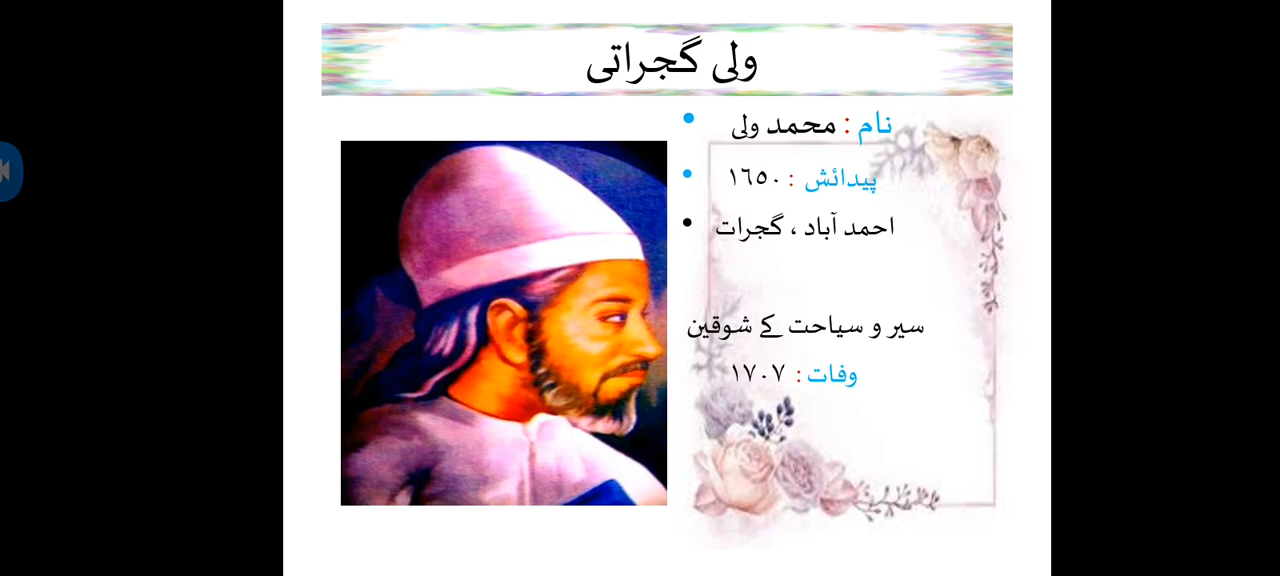 ولی گجراتی
نام : محمد ولی
پیدائش : ١٦٥٠
احمد آباد ، گجرات
سیر و سیاحت کے شوقین
وفات : ١٧٠٧